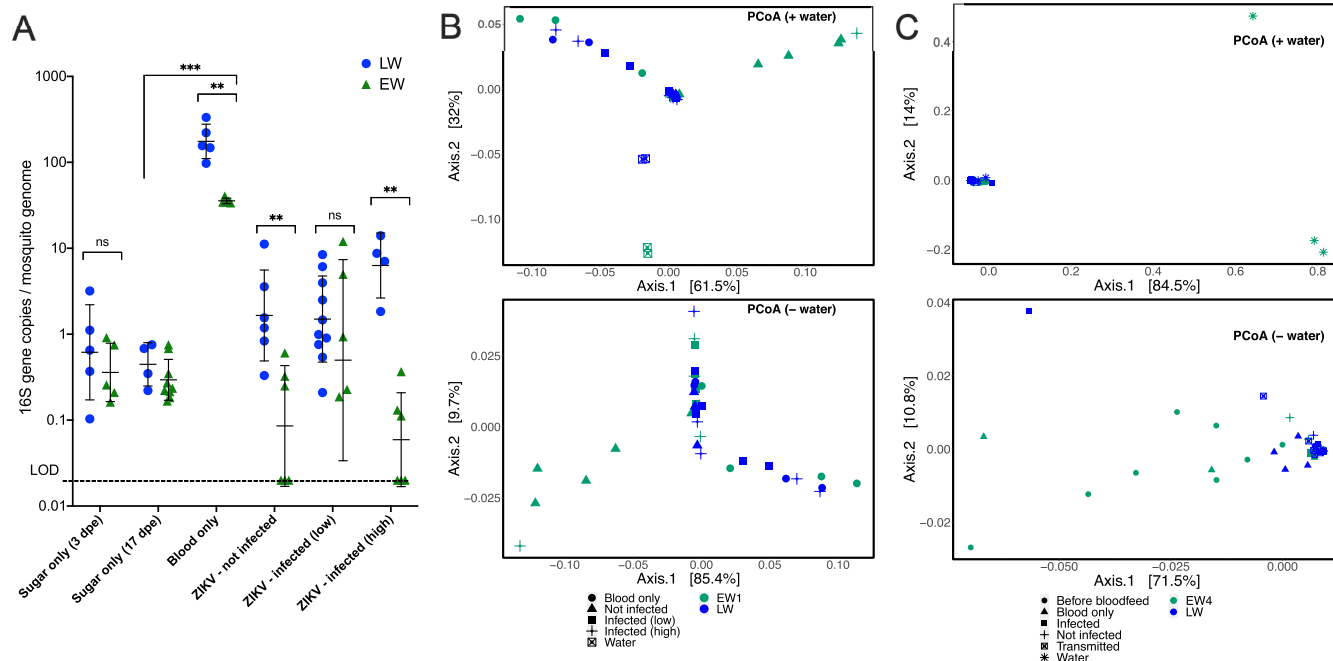 A
LW
EW
***
**
ns
**
ns
**
1000
100
10
1
0.1
0.01
LOD
16S gene copies / mosquito genome
Sugar only (3 dpe)
Sugar only (17 dpe)
Blood only
ZIKV - not infected
ZIKV - infected (low)
ZIKV - infected (high)
B
PCoA (+ water)
0.05
0.00
−0.05
−0.10
Axis.2 [32%]
−0.10
−0.05
0.00
0.05
0.10
Axis.1 [61.5%]
PCoA (− water)
0.025
0.000
−0.025
Axis.2 [9.7%]
−0.10
−0.05
0.00
0.05
0.10
Axis.1 [85.4%]
Blood only
Not infected
Infected (low)
Infected (high)
Water
EW1
LW
C
PCoA (+ water)
0.4
0.2
0.0
−0.2
Axis.2 [14%]
0.0
0.2
0.4
0.6
0.8
Axis.1 [84.5%]
PCoA (− water)
0.04
0.02
0.00
−0.02
Axis.2 [10.8%]
−0.050
−0.025
0.000
Axis.1 [71.5%]
Before bloodfeed
Blood only
Infected
Not infected
Transmitted
Water
EW4
LW